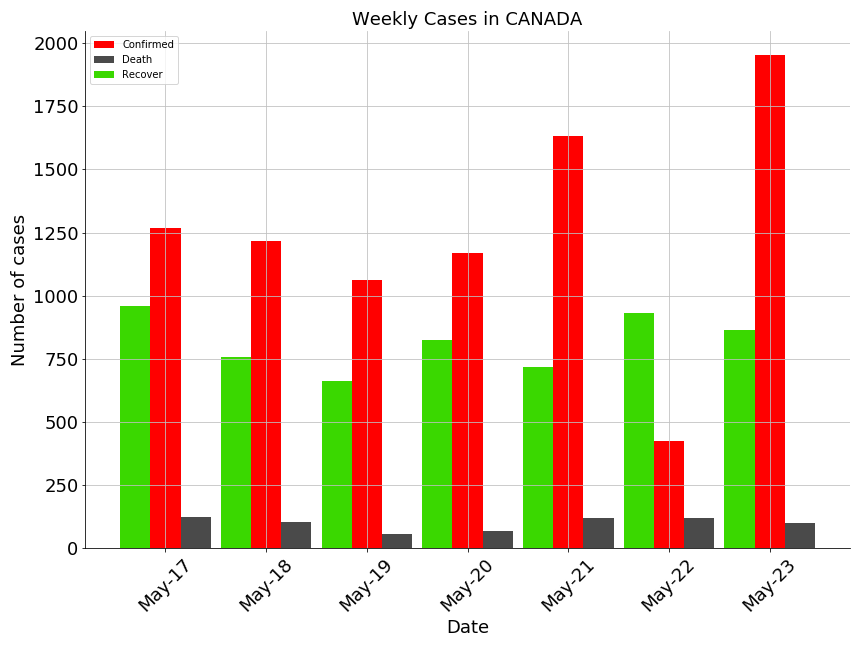 Weekly Cases in CANADA
Confirmed
Death
Recover
Number of cases
2000
1750
1500
1250
1000
750
500
250
0
May-17
May-18
May-19
May-20
May-21
May-22
May-23
Date